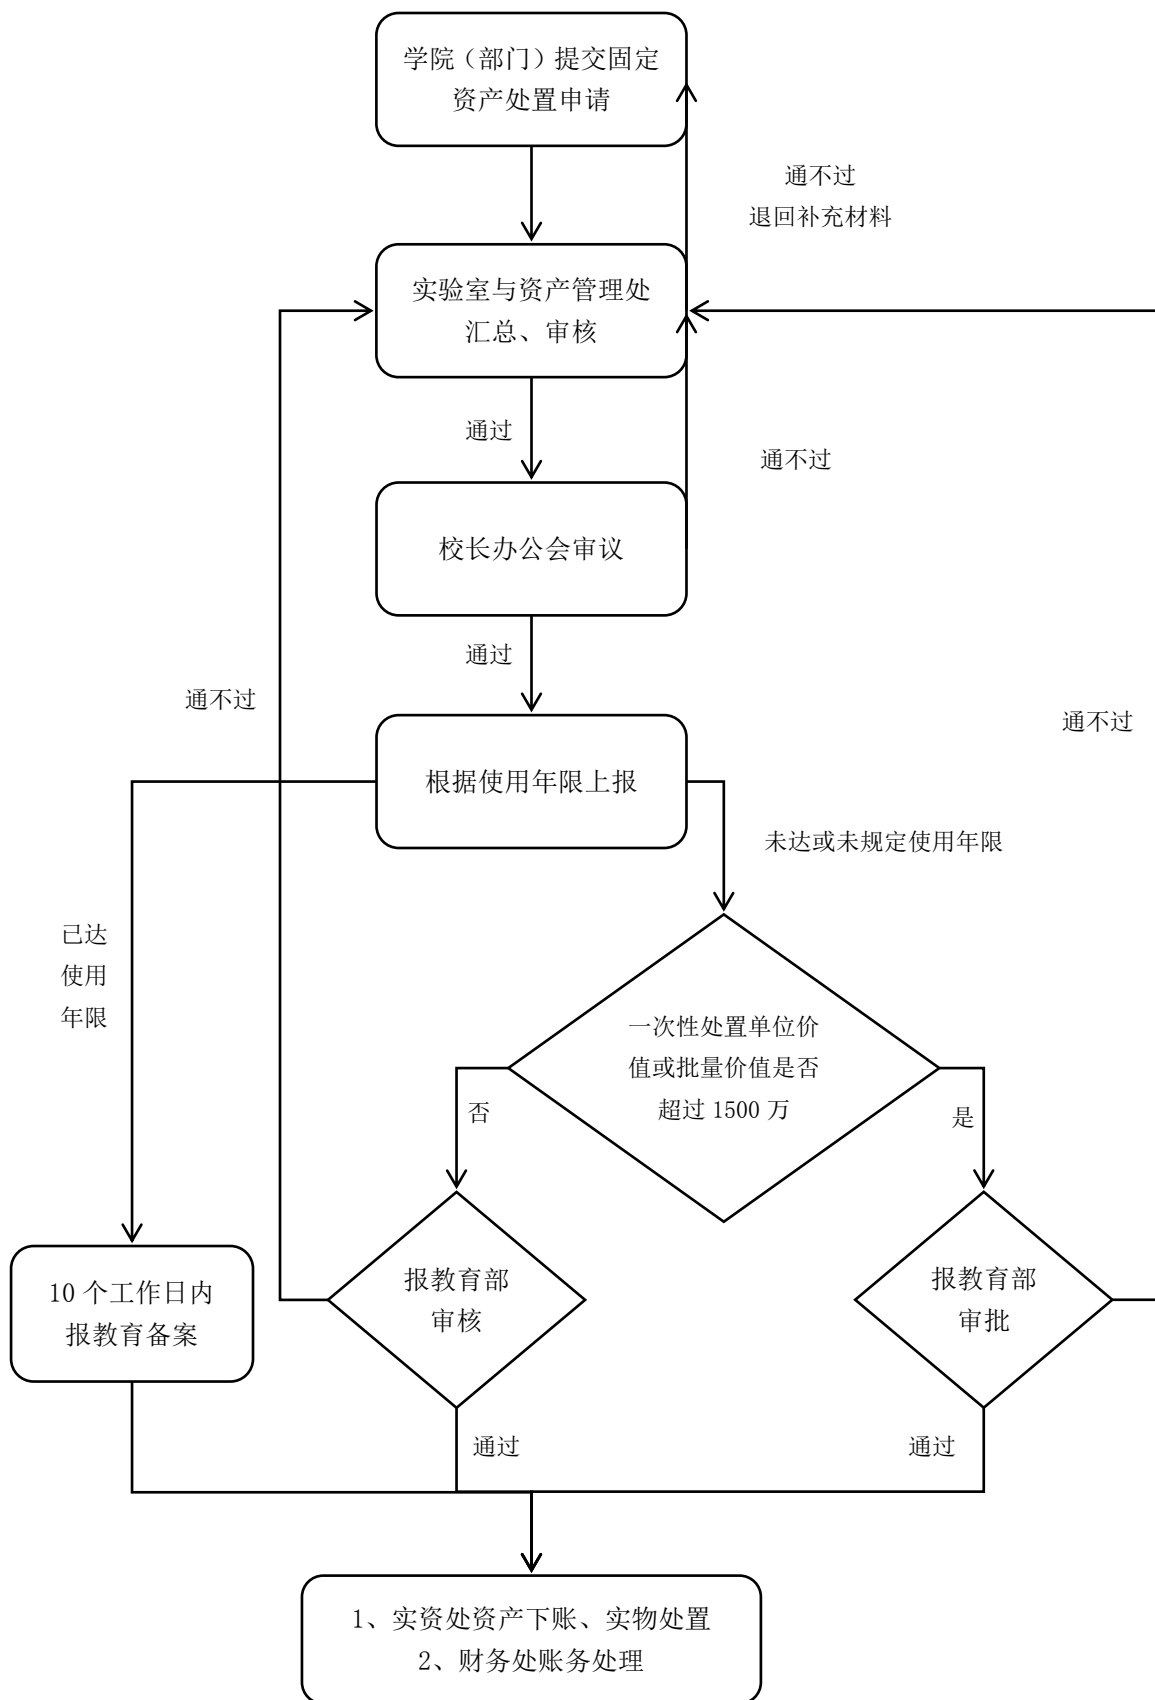 学院（部门）提交固定
资产处置申请
通不过
退回补充材料
实验室与资产管理处
汇总、审核
通过
通不过
校长办公会审议
通过
通不过
通不过
根据使用年限上报
未达或未规定使用年限
已达
使用
年限
一次性处置单位价
值或批量价值是否
超过 1500 万
否
是
10 个工作日内
报教育备案
报教育部
审核
报教育部
审批
通过
通过
1、实资处资产下账、实物处置
2、财务处账务处理